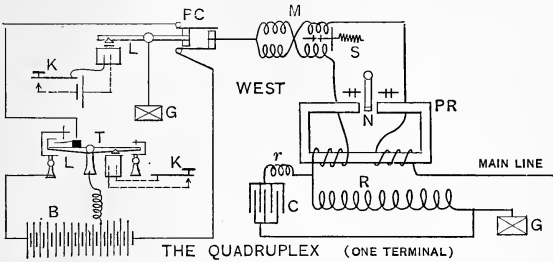 PC
M
K
L
S
G
WEST
N
PR
L
T
K
r
MAIN LINE
R
C
B
G
THE QUADRUPLEX (ONE TERMINAL)